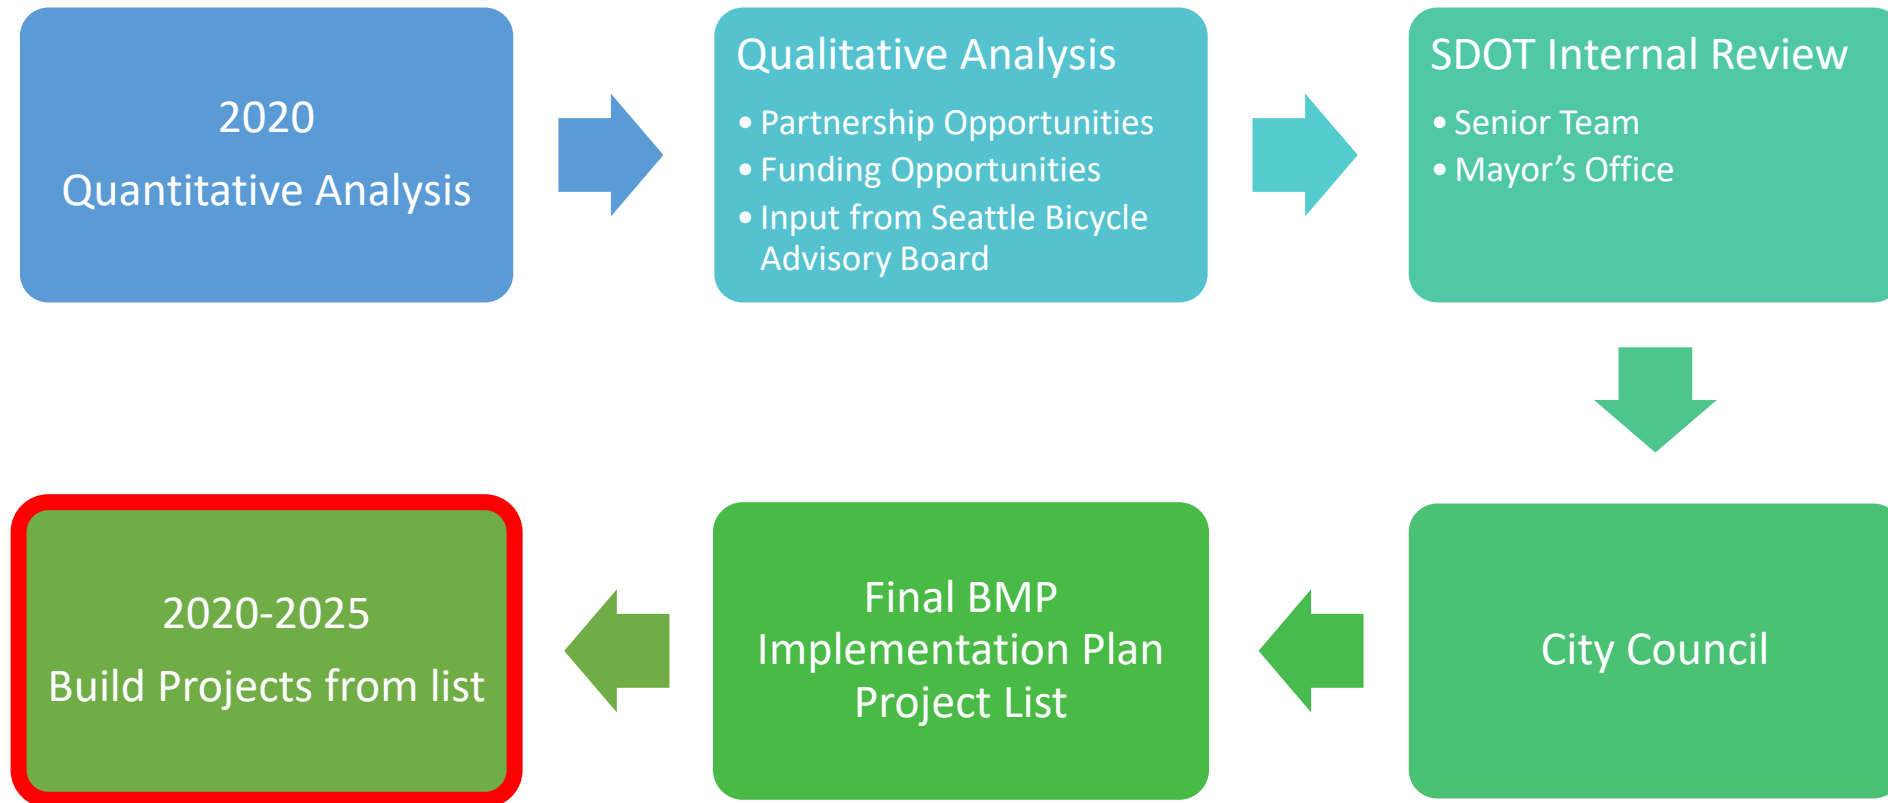 2020
Quantitative Analysis
Qualitative Analysis
• Partnership Opportunities
• Funding Opportunities
• Input from Seattle Bicycle
Advisory Board
SDOT Internal Review
• Senior Team
• Mayor’s Office
City Council
Final BMP
Implementation Plan
Project List
2020-2025
Build Projects from list